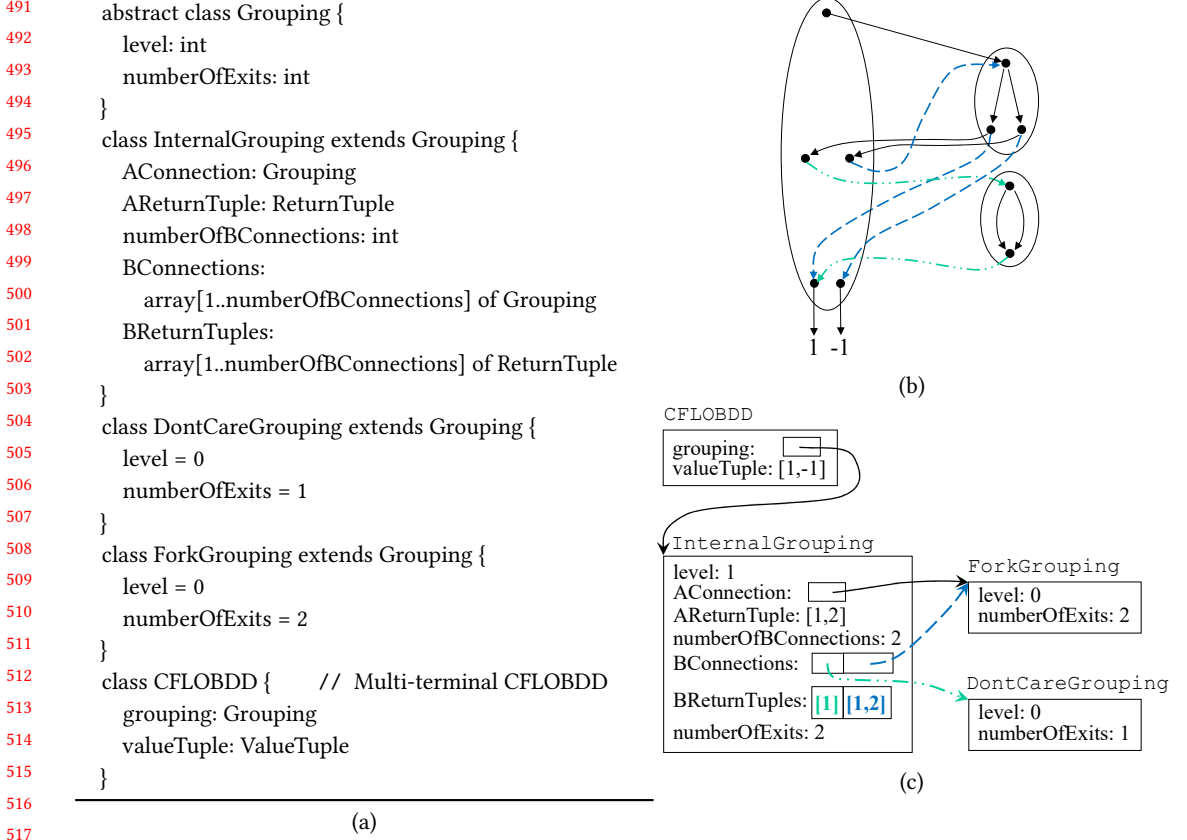 491 abstract class Grouping {
492 level: int
493 numberOfExits: int
494 }
495 class InternalGrouping extends Grouping {
496 AConnection: Grouping
497 AReturnTuple: ReturnTuple
498 numberOfBConnections: int
499 BConnections:
500 array[1..numberOfBConnections] of Grouping
501 BReturnTuples:
502 array[1..numberOfBConnections] of ReturnTuple
503 }
504 class DontCareGrouping extends Grouping {
505 level = 0
506 numberOfExits = 1
507 }
508 class ForkGrouping extends Grouping {
509 level = 0
510 numberOfExits = 2
511 }
512 class CFLOBDD { // Multi-terminal CFLOBDD
513 grouping: Grouping
514 valueTuple: ValueTuple
515 }
516
517
(a)
1 -1
(b)
CFLOBDD
grouping:
valueTuple: [1,-1]
InternalGrouping
level: 1
AConnection:
AReturnTuple: [1,2]
numberOfBConnections: 2
BConnections:
BReturnTuples: [1] [1,2]
numberOfExits: 2
ForkGrouping
level: 0
numberOfExits: 2
DontCareGrouping
level: 0
numberOfExits: 1
(c)